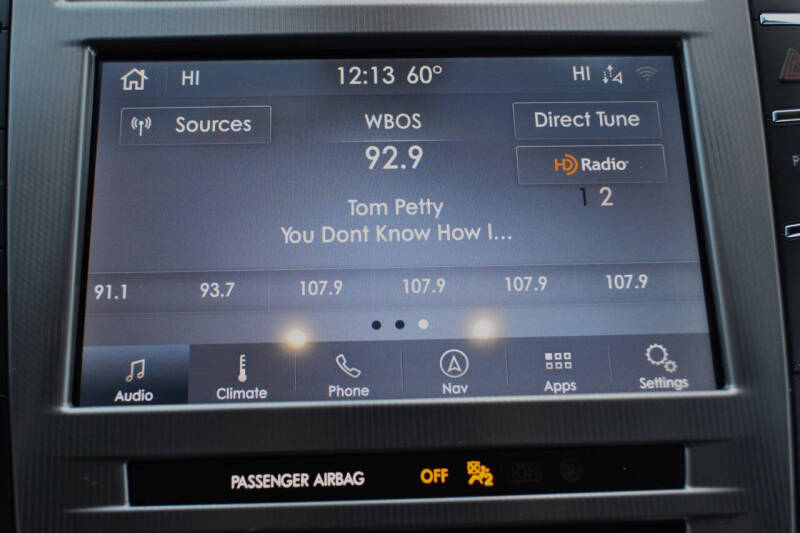 HI 12:13 60° HI
Sources WBOS Direct Tune
92.9 HD Radio
1 2
Tom Petty
You Dont Know How I...
91.1 93.7 107.9 107.9 107.9 107.9
Audio Climate Phone Nav Apps Settings
PASSENGER AIRBAG OFF 2